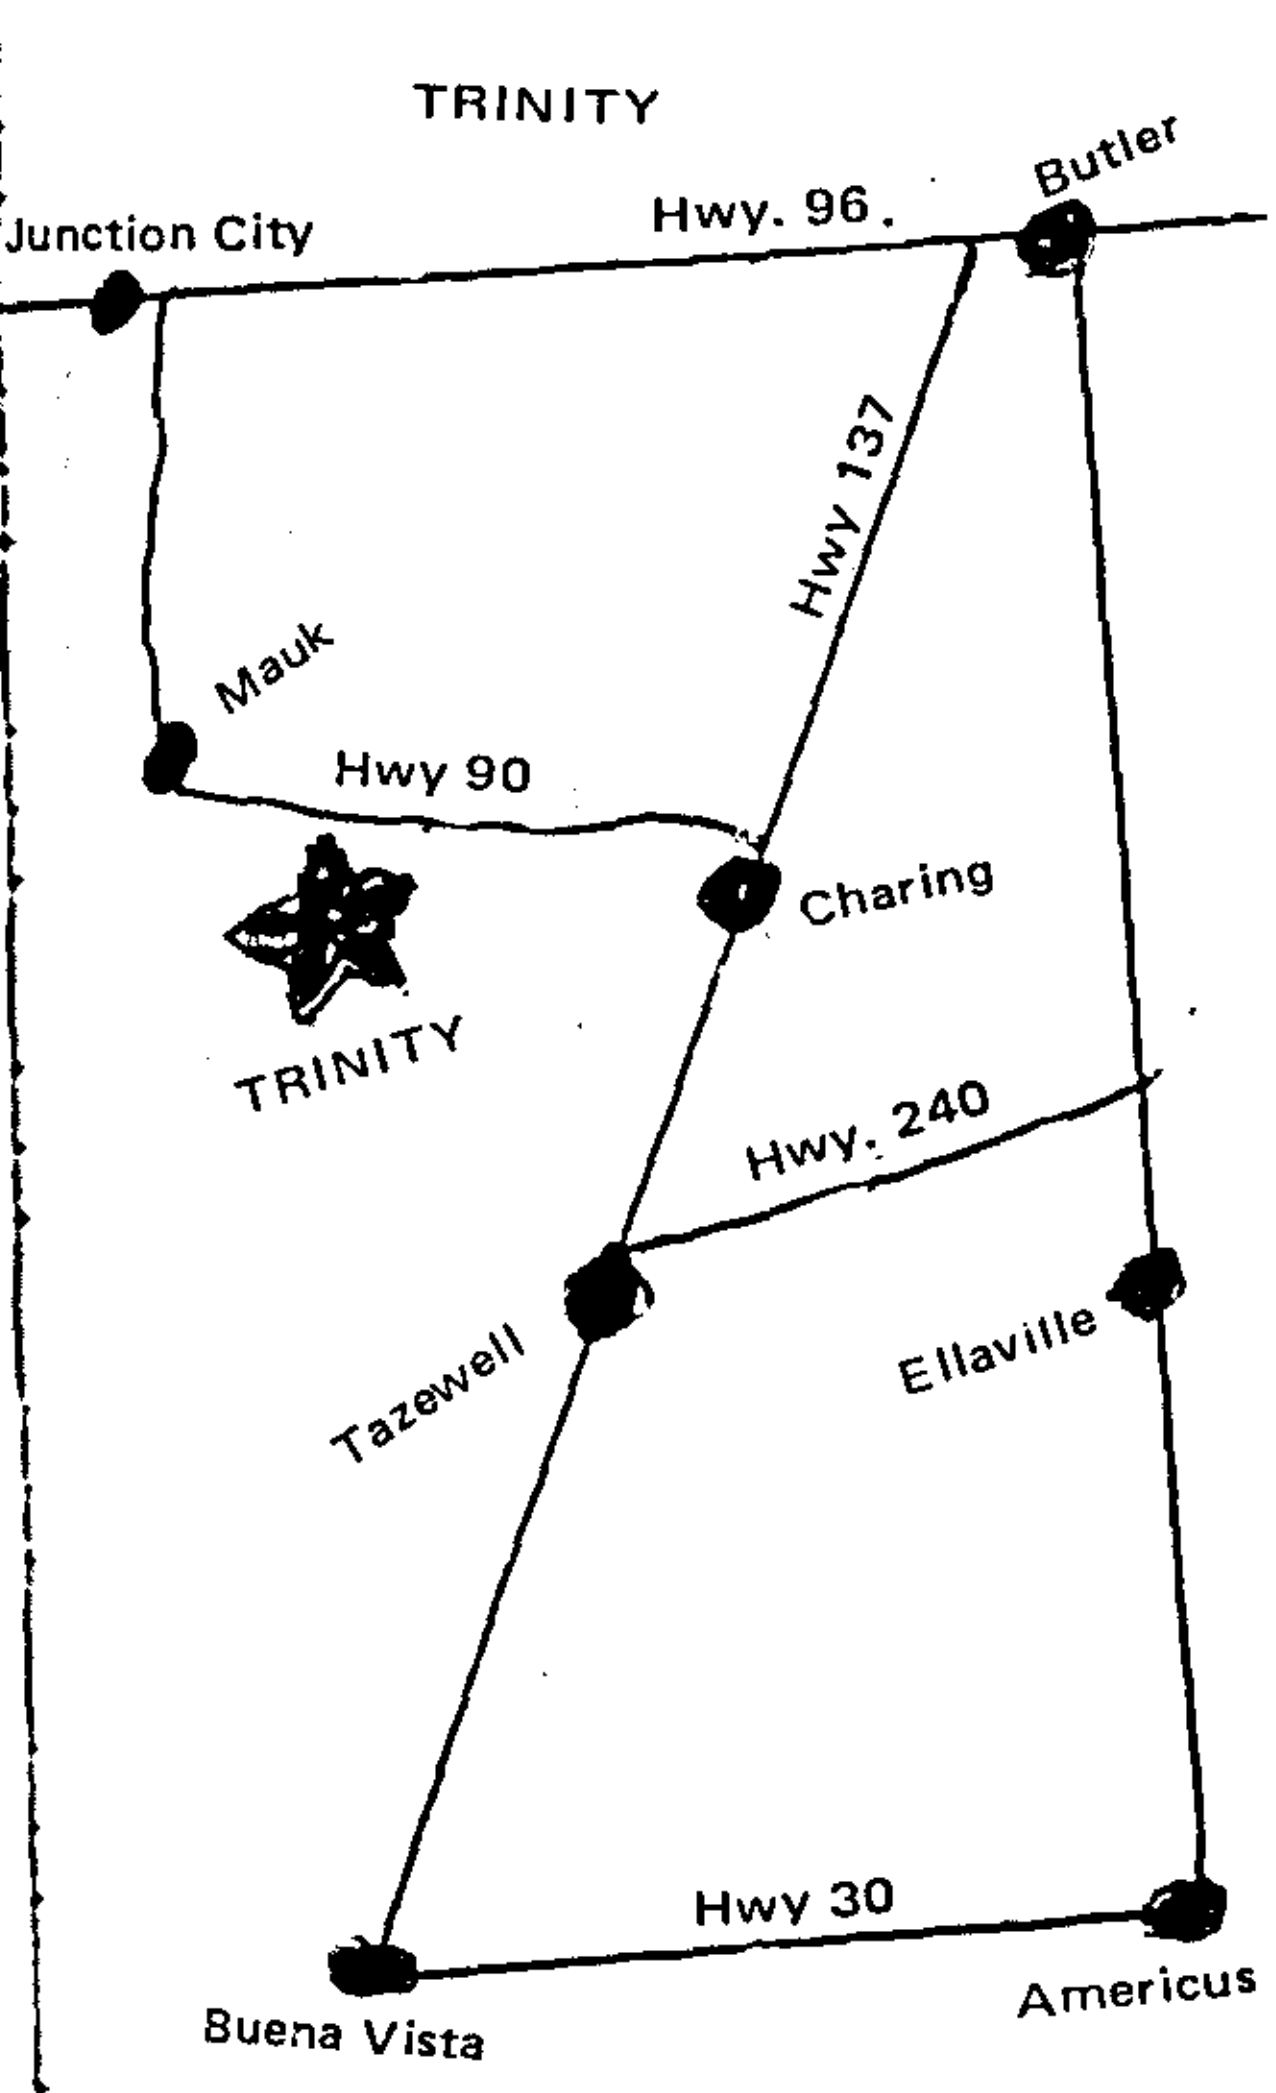 TRINITY
Butler
Hwy. 96.
Junction City
Hwy 137
Mauk
Hwy 90
Charing
TRINITY
Hwy. 240
Ellaville
Tazewell
Hwy 30
Americus
Buena Vista